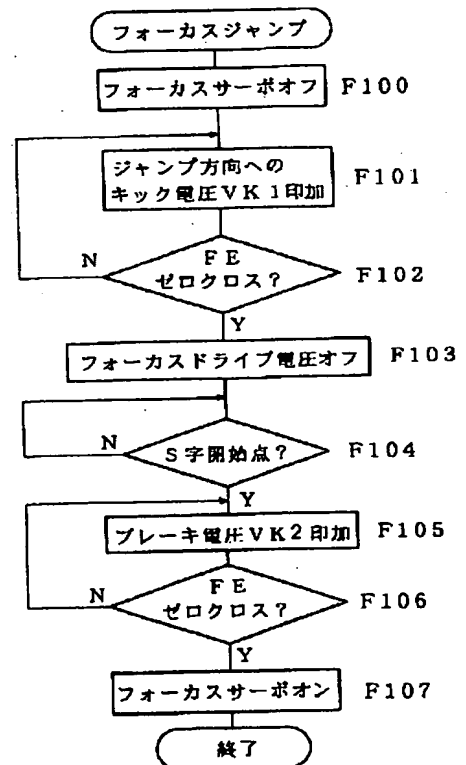 フォーカスジャンプ
フォーカスサーボオフ F100
ジャンプ方向への
キック電圧VK1印加 F101
FE
ゼロクロス? F102
N
Y
フォーカスドライブ電圧オフ F103
S字開始点? F104
N
Y
ブレーキ電圧VK2印加 F105
FE
ゼロクロス? F106
N
Y
フォーカスサーボオン F107
終了